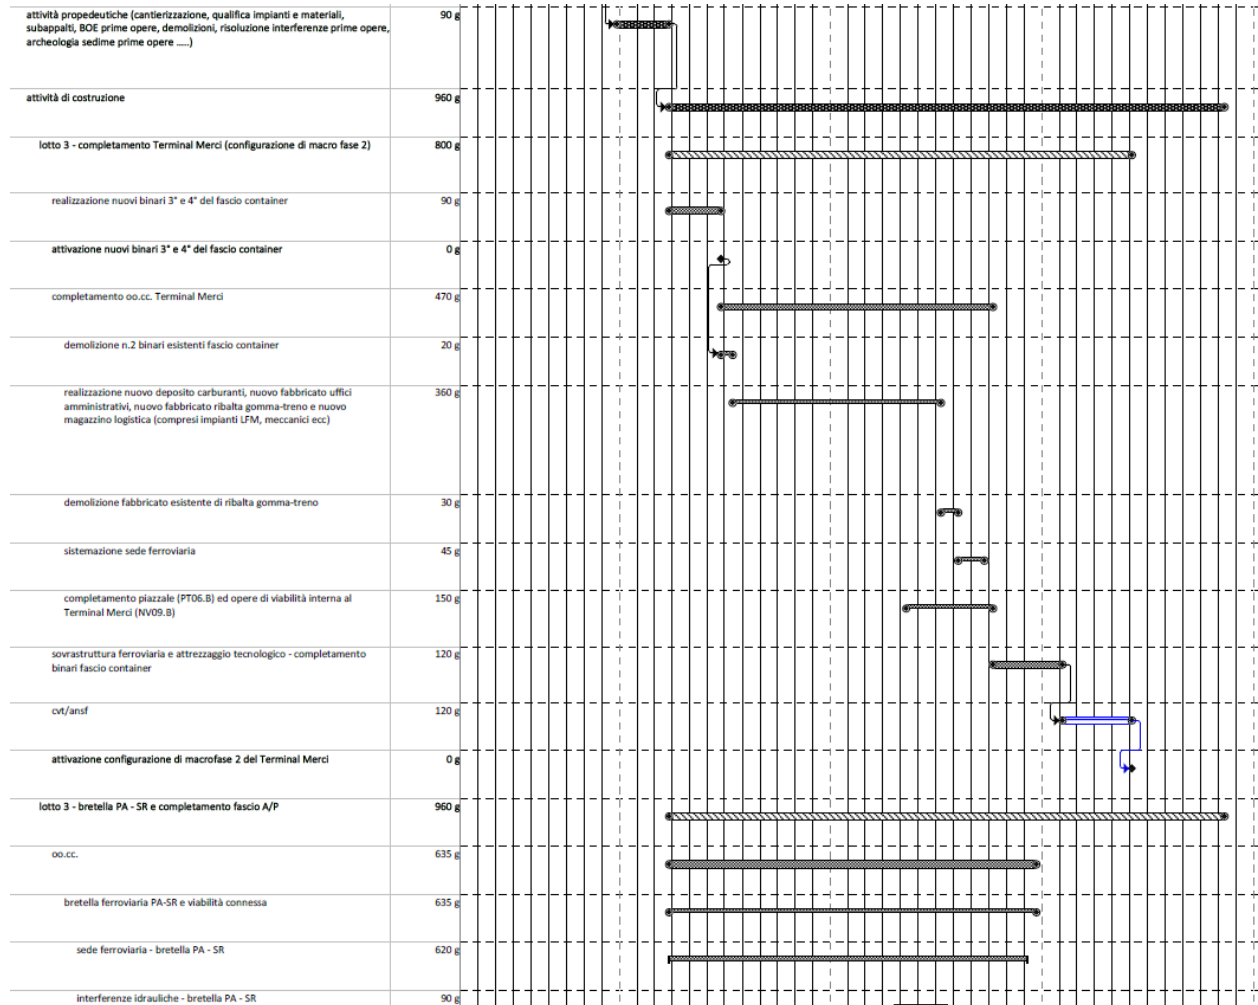 attività propedeutiche (cantierizzazione, qualifica impianti e materiali, 90 g
subappalti, BOE prime opere, demolizioni, risoluzione interferenze prime opere,
archeologia sedime prime opere .....)
attività di costruzione 960 g
lotto 3 - completamento Terminal Merci (configurazione di macro fase 2) 800 g
realizzazione nuovi binari 3° e 4° del fascio container 90 g
attivazione nuovi binari 3° e 4° del fascio container 0 g
completamento oo.cc. Terminal Merci 470 g
demolizione n.2 binari esistenti fascio container 20 g
realizzazione nuovo deposito carburanti, nuovo fabbricato uffici 360 g
amministrativi, nuovo fabbricato ribalta gomma-treno e nuovo
magazzino logistica (compresi impianti LFM, meccanici ecc)
demolizione fabbricato esistente di ribalta gomma-treno 30 g
sistemazione sede ferroviaria 45 g
completamento piazzale (PT06.B) ed opere di viabilità interna al 150 g
Terminal Merci (NV09.B)
sovrastruttura ferroviaria e attrezzaggio tecnologico - completamento 120 g
binari fascio container
cvt/ansf 120 g
attivazione configurazione di macrofase 2 del Terminal Merci 0 g
lotto 3 - bretella PA - SR e completamento fascio A/P 960 g
oo.cc. 635 g
bretella ferroviaria PA-SR e viabilità connessa 635 g
sede ferroviaria - bretella PA - SR 620 g
interferenze idrauliche - bretella PA - SR 90 g